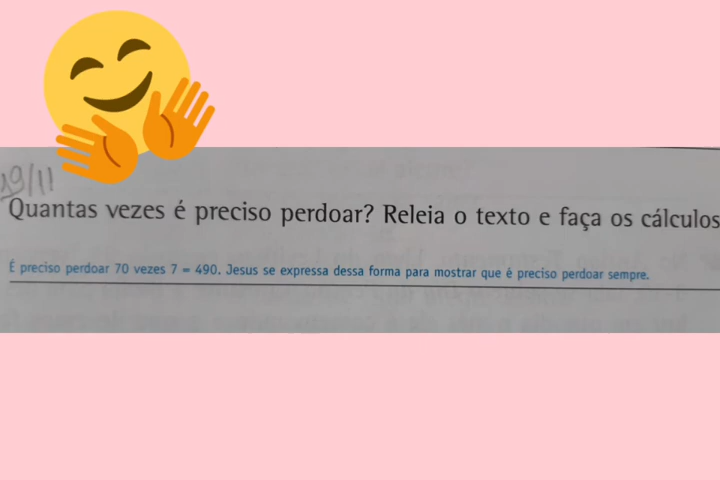 19/11
Quantas vezes é preciso perdoar? Releia o texto e faça os cálculos
É preciso perdoar 70 vezes 7 = 490. Jesus se expressa dessa forma para mostrar que é preciso perdoar sempre.